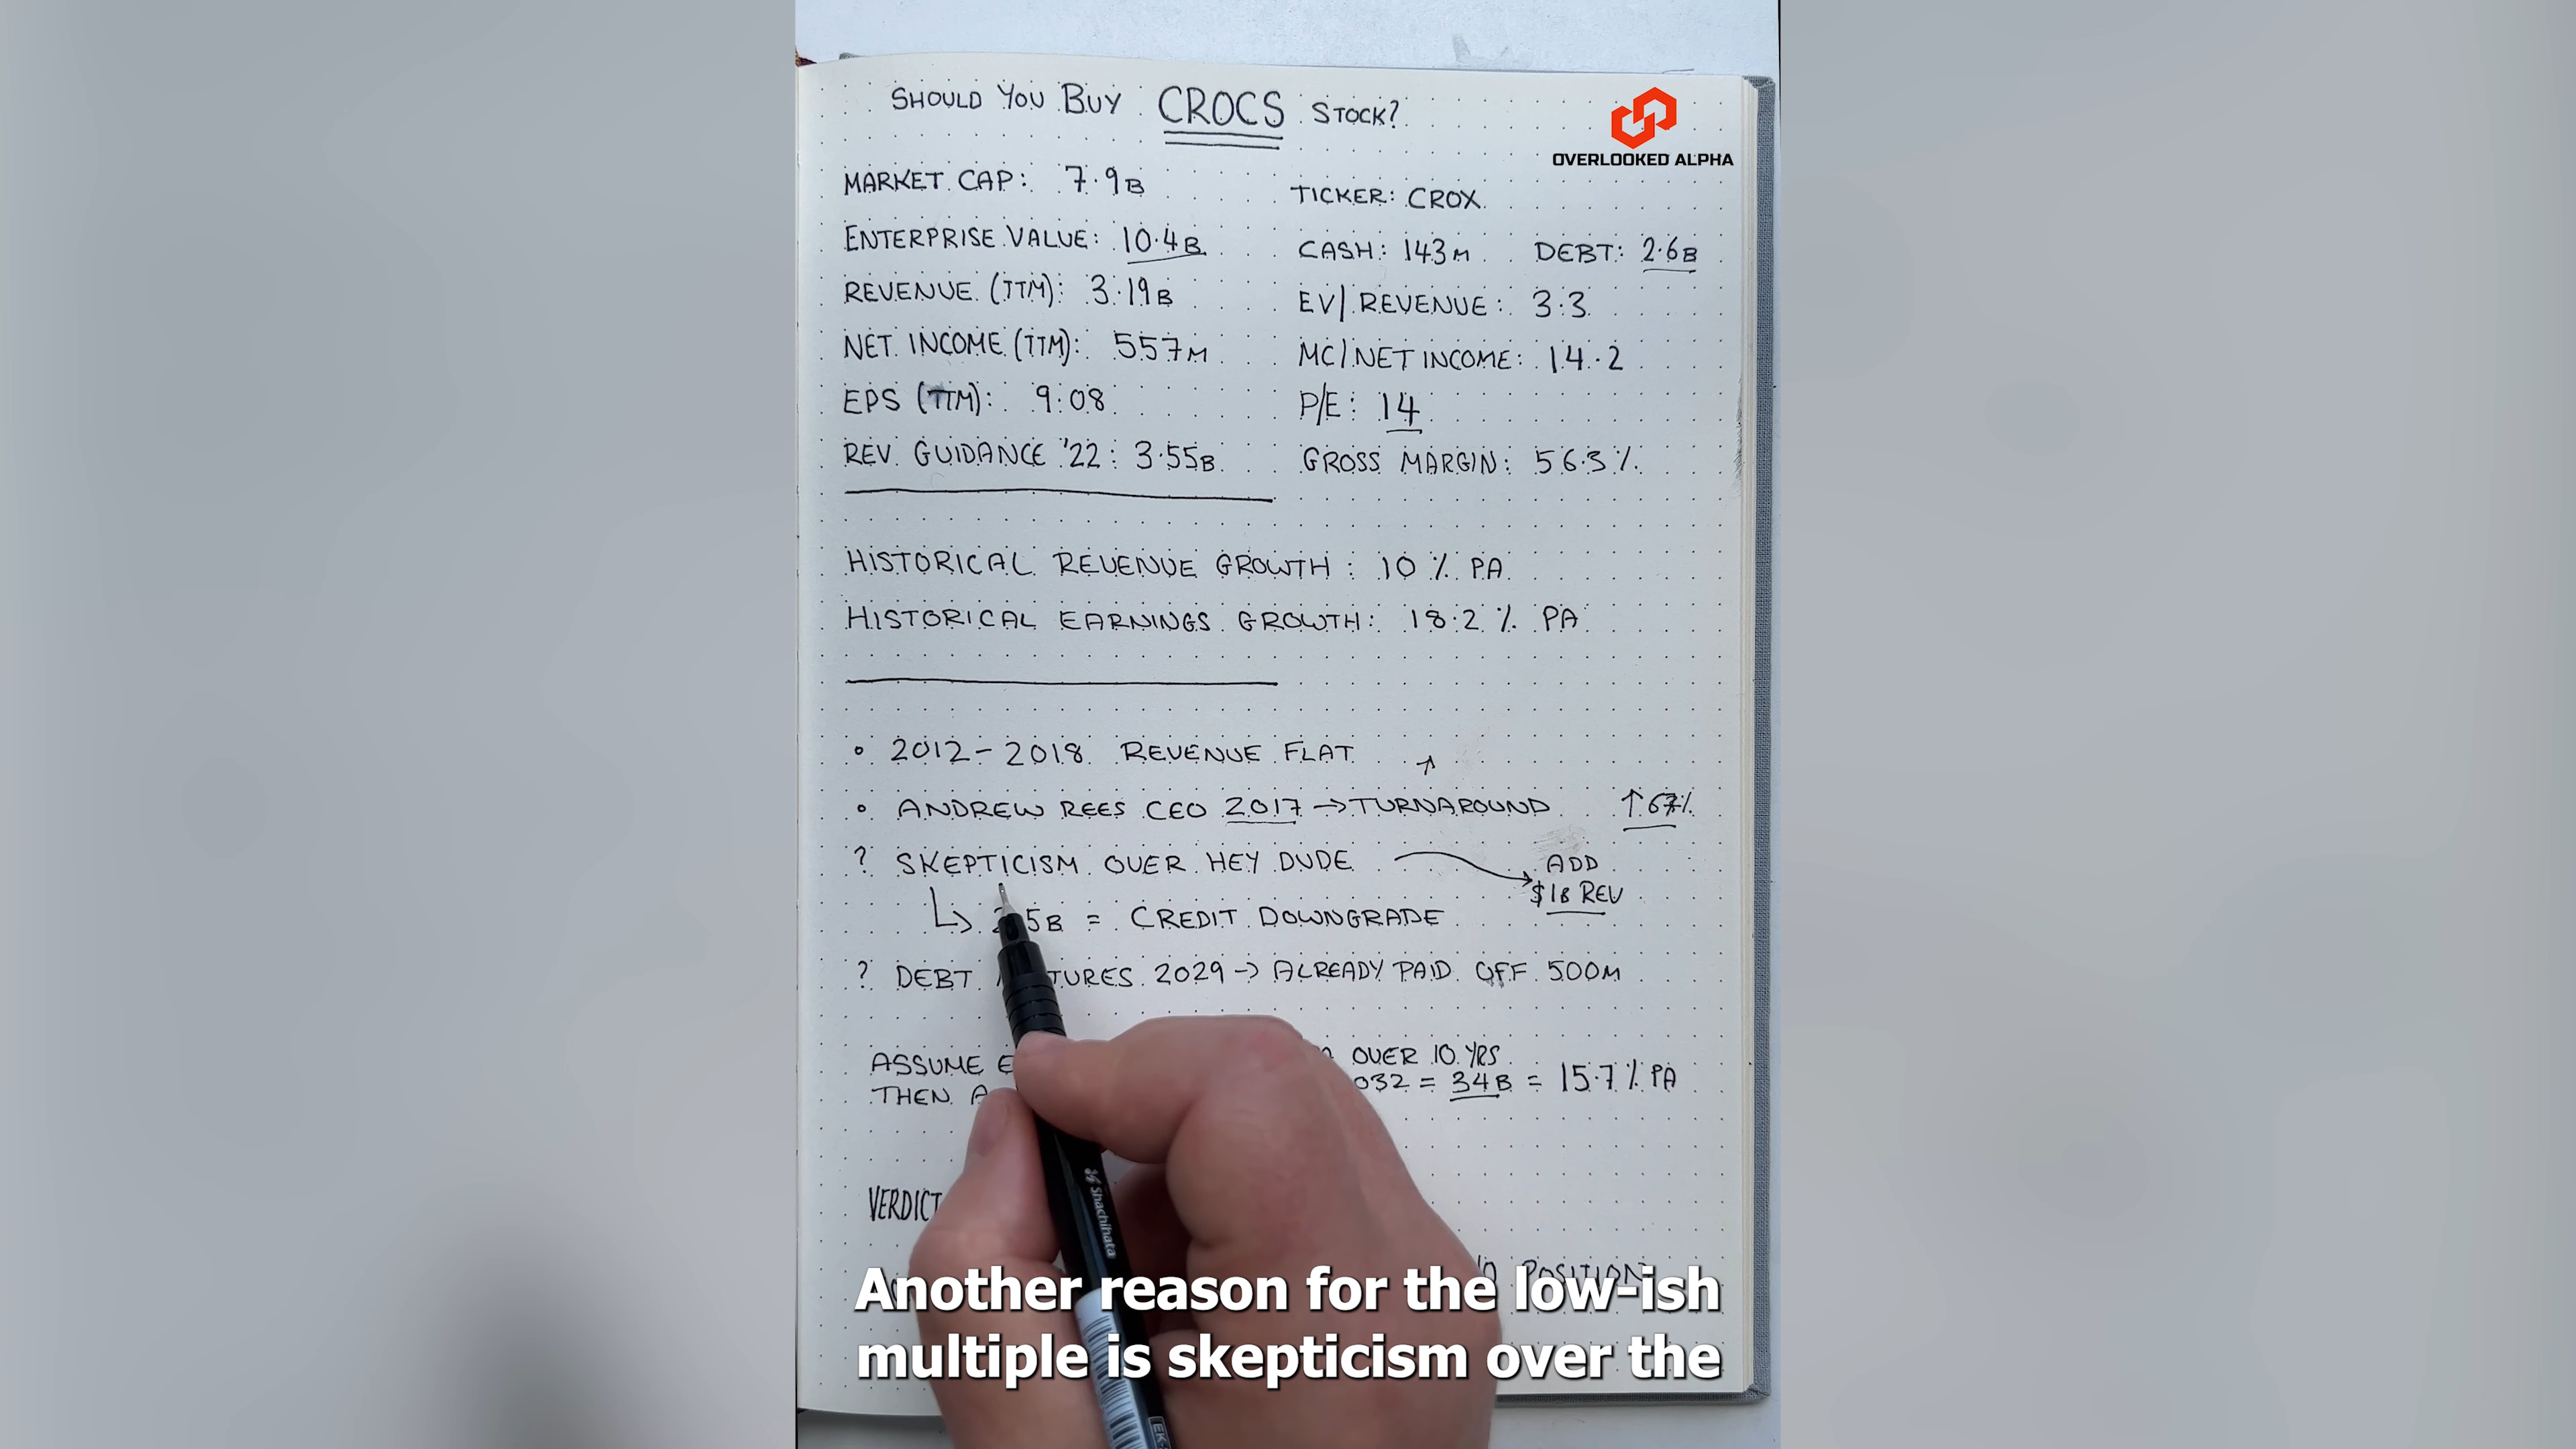 SHOULD YOU BUY CROCS STOCK?
OVERLOOKED ALPHA
MARKET CAP: 7.9B
TICKER: CROX
ENTERPRISE VALUE: 10.4B
CASH: 143M DEBT: 2.6B
REVENUE (TTM): 3.19B
EV/REVENUE: 3.3
NET INCOME (TTM): 557M
MC/NET INCOME: 14.2
EPS (TTM): 9.08
P/E: 14
REV. GUIDANCE '22: 3.55B
GROSS MARGIN: 56.3%
HISTORICAL REVENUE GROWTH: 10% PA
HISTORICAL EARNINGS GROWTH: 18.2% PA
• 2012-2018 REVENUE FLAT ↑
• ANDREW REES CEO 2017 → TURNAROUND ↑67%
? SKEPTICISM OVER HEY DUDE → ADD
$1B REV
↳ 5B = CREDIT DOWNGRADE
? DEBT 2029 → ALREADY PAID OFF 500M
ASSUME OVER 10 YRS
THEN 032 = 34B = 15.7% PA
VERDICT
POSITION
Another reason for the low-ish
multiple is skepticism over the
Shachihata